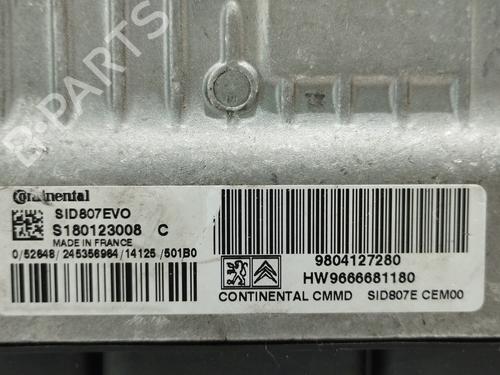 B-PARTS
Continental
SID807EVO
S180123008 C
MADE IN FRANCE
0/52648/245356964/14125/501B0
9804127280
HW9666681180
CONTINENTAL CMMD SID807E CEM00